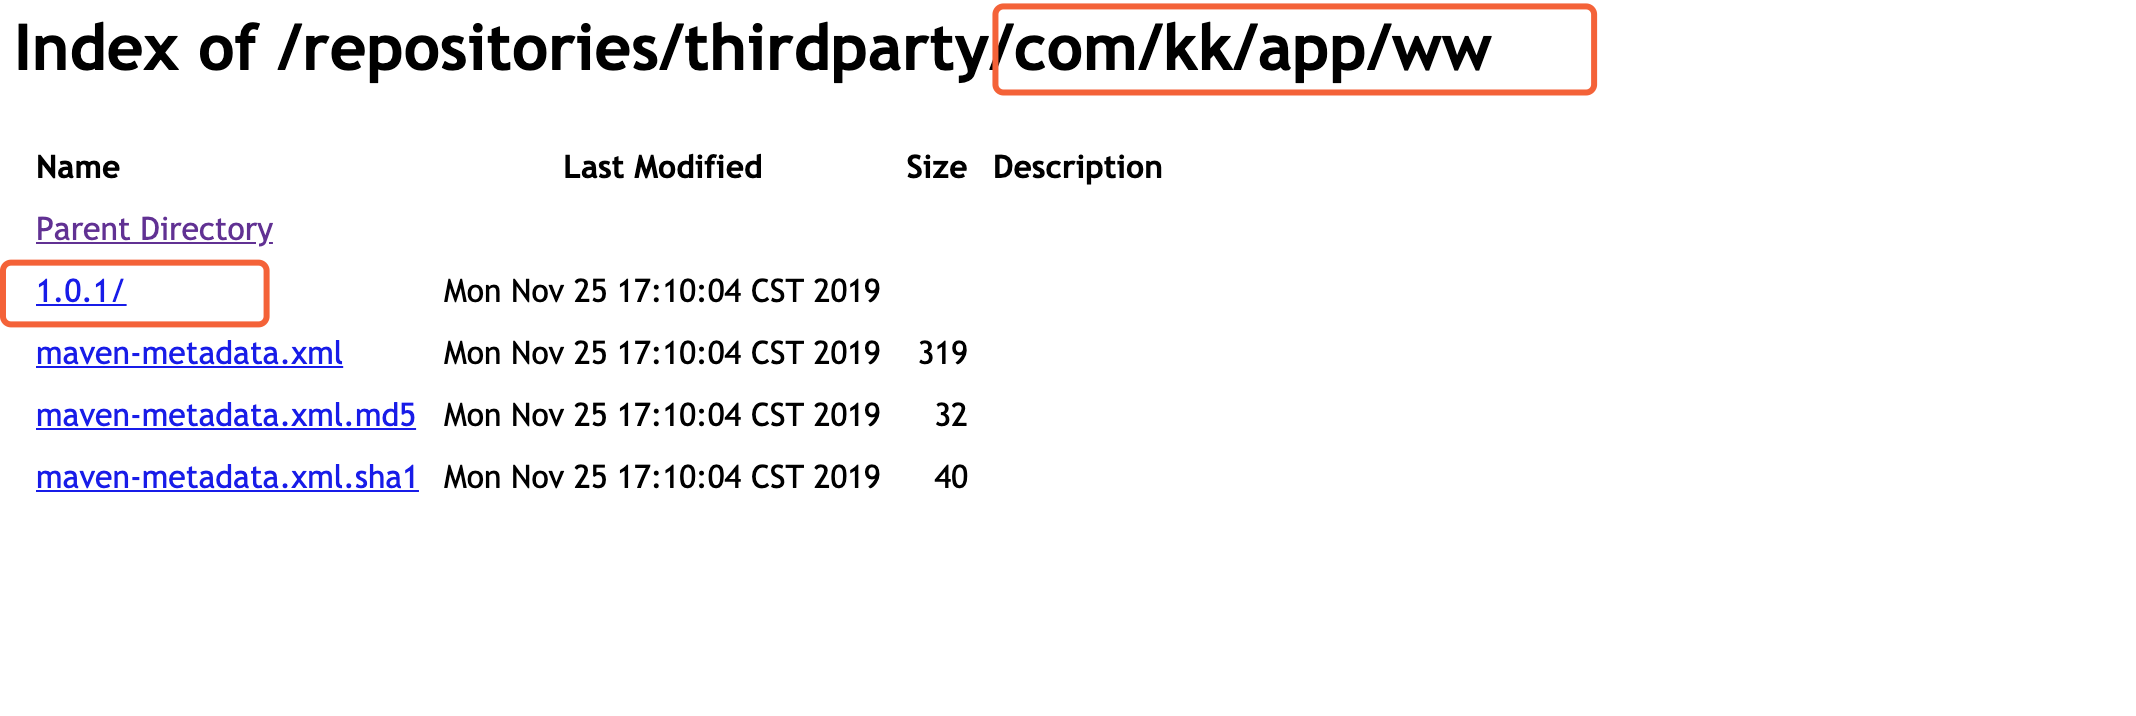 Index of /repositories/thirdparty/com/kk/app/ww
Name Last Modified Size Description
Parent Directory
1.0.1/ Mon Nov 25 17:10:04 CST 2019
maven-metadata.xml Mon Nov 25 17:10:04 CST 2019 319
maven-metadata.xml.md5 Mon Nov 25 17:10:04 CST 2019 32
maven-metadata.xml.sha1 Mon Nov 25 17:10:04 CST 2019 40